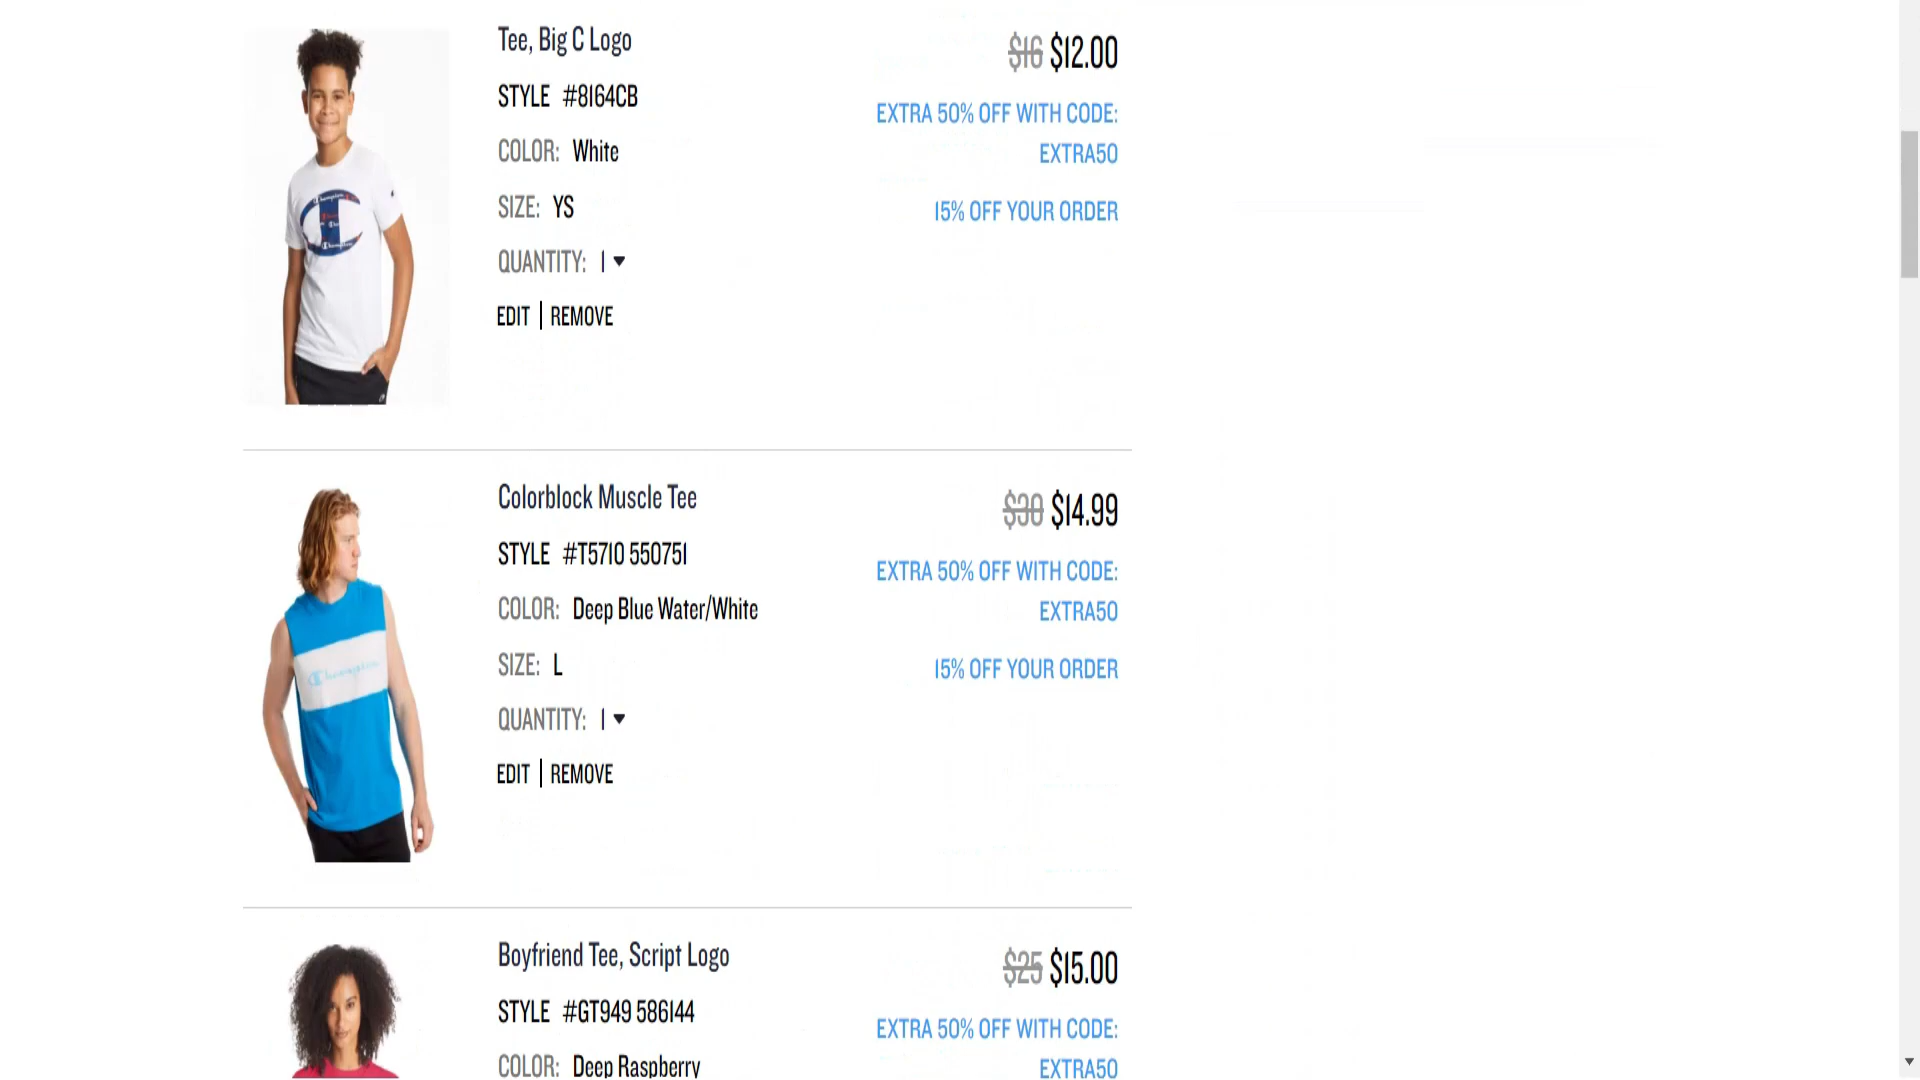 Tee, Big C Logo
$16 $12.00
STYLE #8164CB
EXTRA 50% OFF WITH CODE:
EXTRA50
COLOR: White
SIZE: YS
15% OFF YOUR ORDER
QUANTITY: 1
EDIT | REMOVE
Colorblock Muscle Tee
$30 $14.99
STYLE #T5710 550751
EXTRA 50% OFF WITH CODE:
EXTRA50
COLOR: Deep Blue Water/White
SIZE: L
15% OFF YOUR ORDER
QUANTITY: 1
EDIT | REMOVE
Champion
Boyfriend Tee, Script Logo
$25 $15.00
STYLE #GT949 586144
EXTRA 50% OFF WITH CODE:
EXTRA50
COLOR: Deep Raspberry